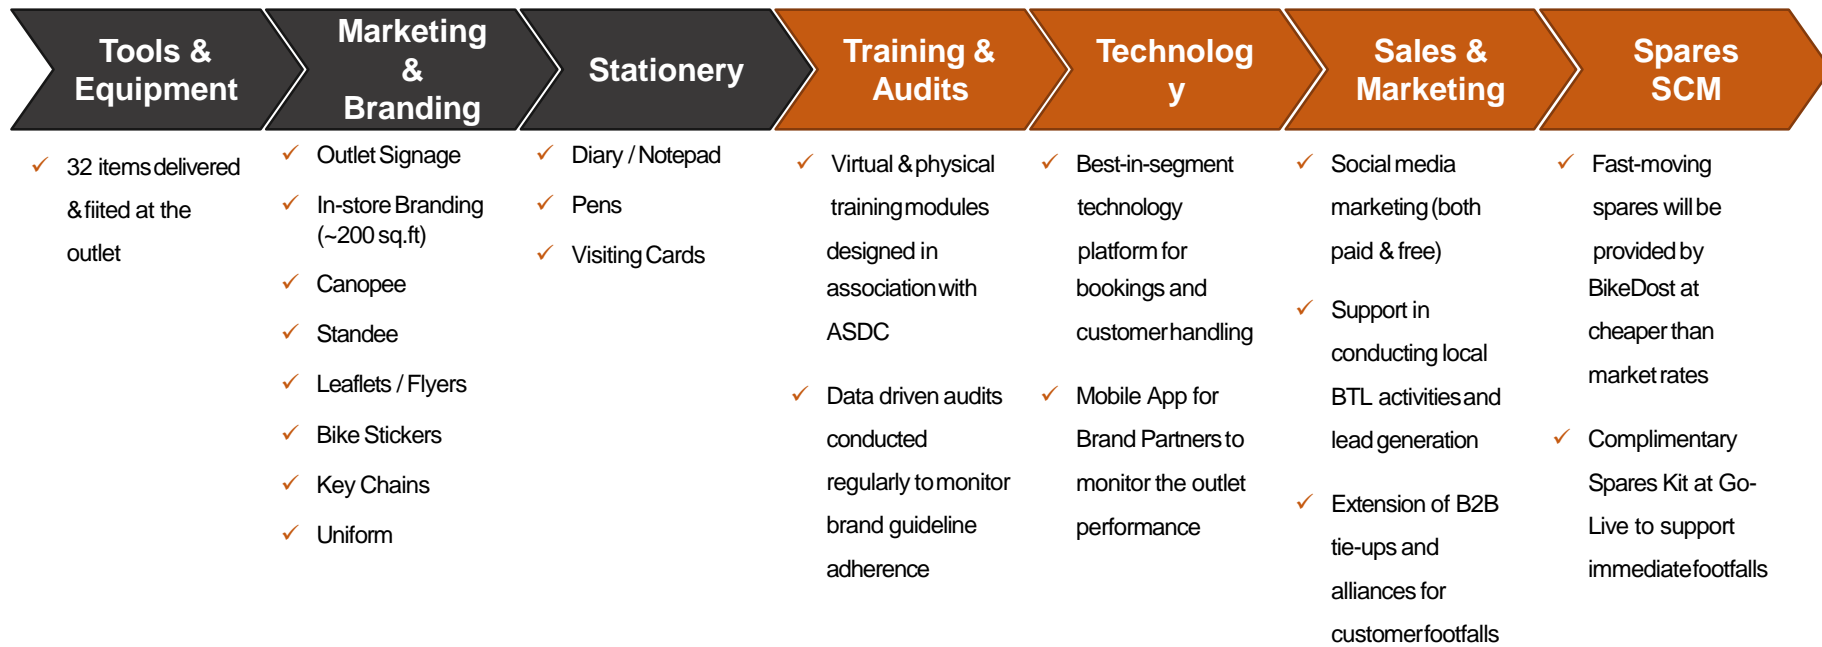 Tools &
Equipment
Marketing
&
Branding
Stationery
Training &
Audits
Technolog
y
Sales &
Marketing
Spares
SCM
32 items delivered
& fiited at the
outlet
Outlet Signage
In-store Branding
(~200 sq.ft)
Canopee
Standee
Leaflets / Flyers
Bike Stickers
Key Chains
Uniform
Diary / Notepad
Pens
Visiting Cards
Virtual & physical
training modules
designed in
association with
ASDC
Data driven audits
conducted
regularly to monitor
brand guideline
adherence
Best-in-segment
technology
platform for
bookings and
customer handling
Mobile App for
Brand Partners to
monitor the outlet
performance
Social media
marketing (both
paid & free)
Support in
conducting local
BTL activities and
lead generation
Extension of B2B
tie-ups and
alliances for
customer footfalls
Fast-moving
spares will be
provided by
BikeDost at
cheaper than
market rates
Complimentary
Spares Kit at Go-
Live to support
immediate footfalls